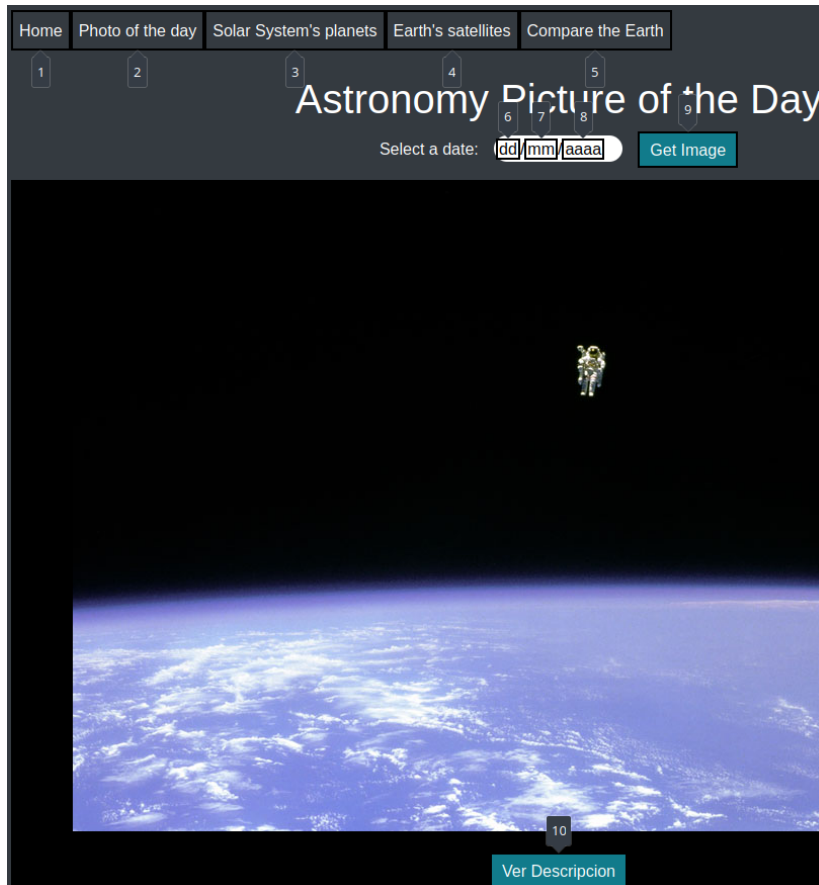 Home Photo of the day Solar System's planets Earth's satellites Compare the Earth
1 2 3 4 5
Astronomy Picture of the Day
6 7 8 9
Select a date: dd/mm/aaaa Get Image
10
Ver Descripcion